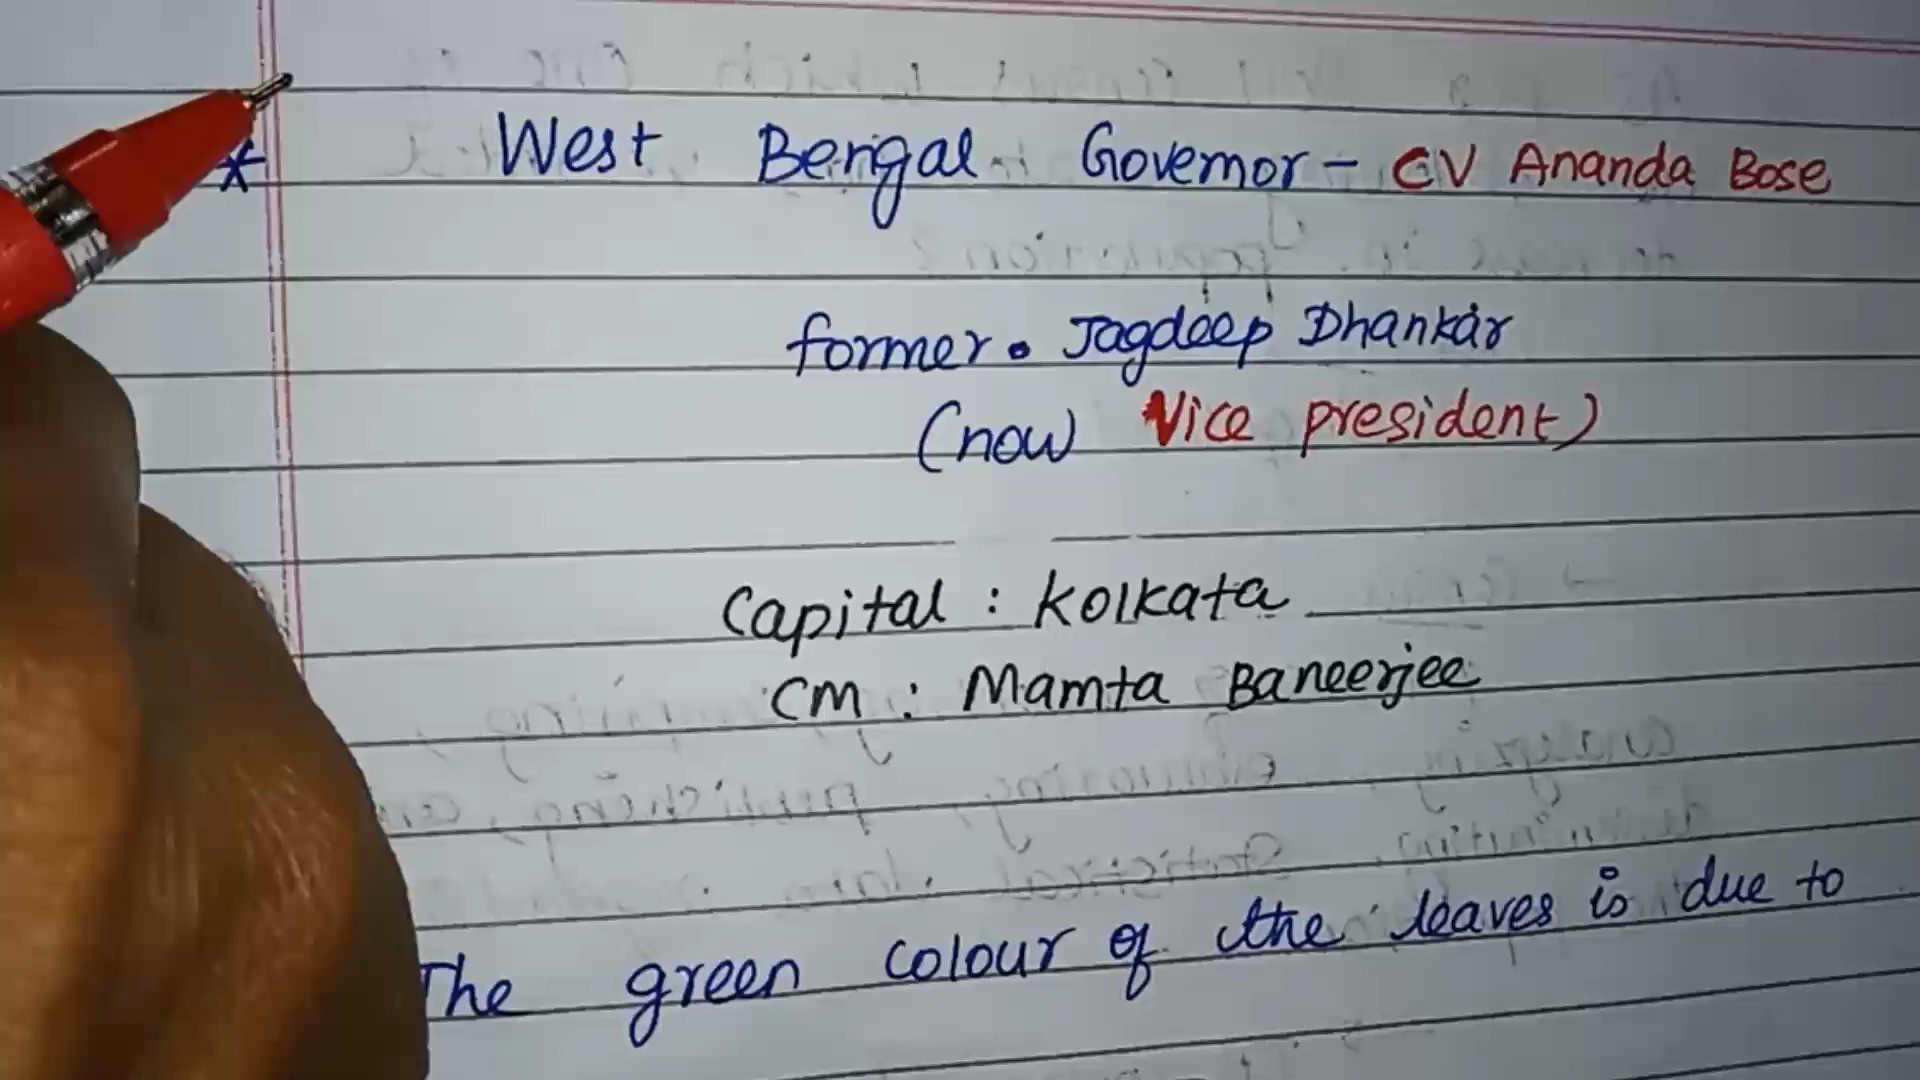 * West Bengal Governor - CV Ananda Bose
former • Jagdeep Dhankar
(now Vice president)
Capital : Kolkata
CM : Mamta Baneerjee
The green colour of the leaves is due to